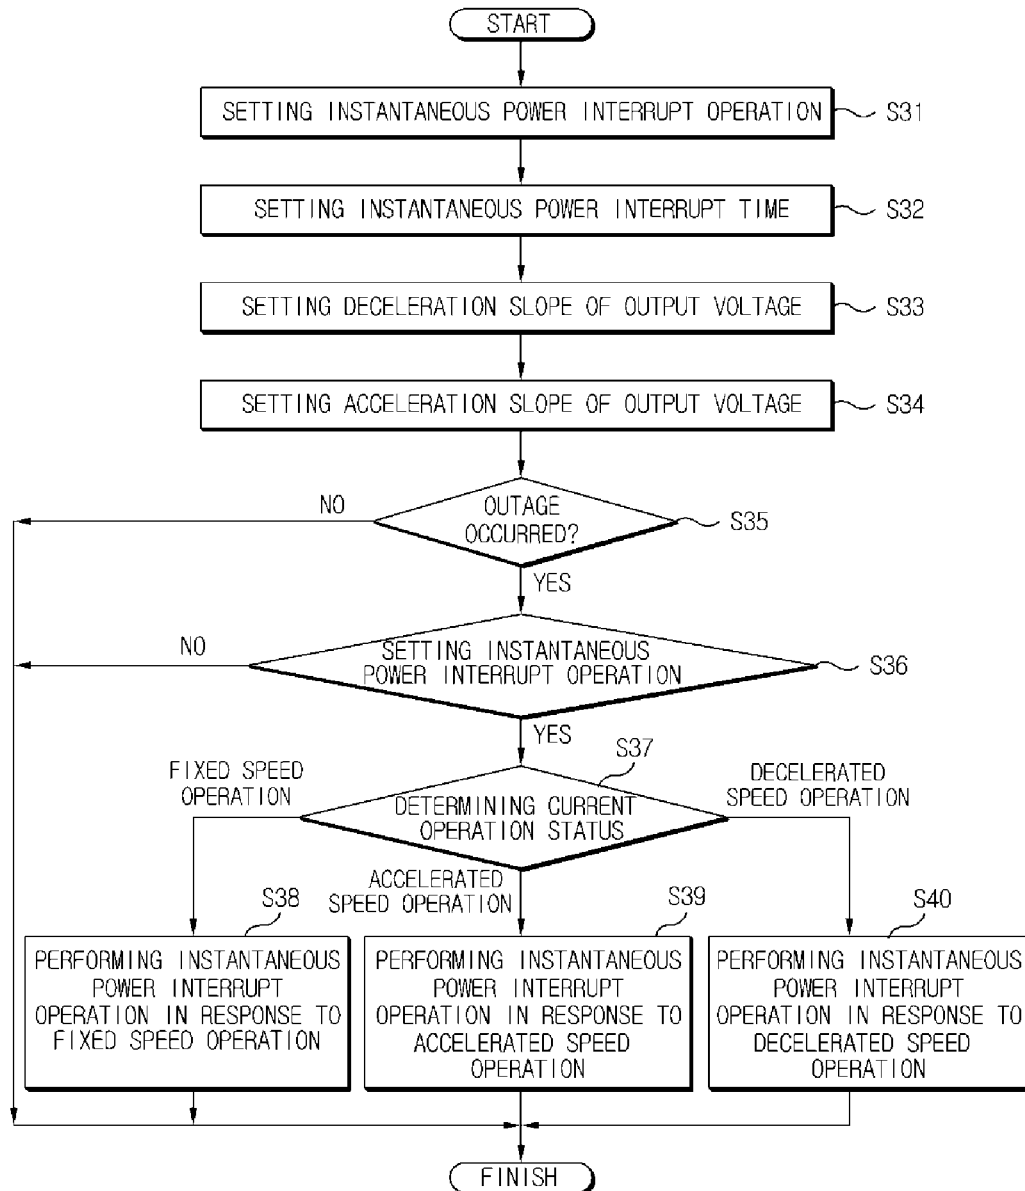 START
SETTING INSTANTANEOUS POWER INTERRUPT OPERATION
S31
SETTING INSTANTANEOUS POWER INTERRUPT TIME
S32
SETTING DECELERATION SLOPE OF OUTPUT VOLTAGE
S33
SETTING ACCELERATION SLOPE OF OUTPUT VOLTAGE
S34
NO
OUTAGE
OCCURRED?
S35
YES
NO
SETTING INSTANTANEOUS
POWER INTERRUPT OPERATION
S36
YES
S37
FIXED SPEED
OPERATION
DETERMINING CURRENT
OPERATION STATUS
DECELERATED
SPEED OPERATION
ACCELERATED
SPEED OPERATION
S38
PERFORMING INSTANTANEOUS
POWER INTERRUPT
OPERATION IN RESPONSE TO
FIXED SPEED OPERATION
S39
PERFORMING INSTANTANEOUS
POWER INTERRUPT
OPERATION IN RESPONSE TO
ACCELERATED SPEED
OPERATION
S40
PERFORMING INSTANTANEOUS
POWER INTERRUPT
OPERATION IN RESPONSE TO
DECELERATED SPEED
OPERATION
FINISH